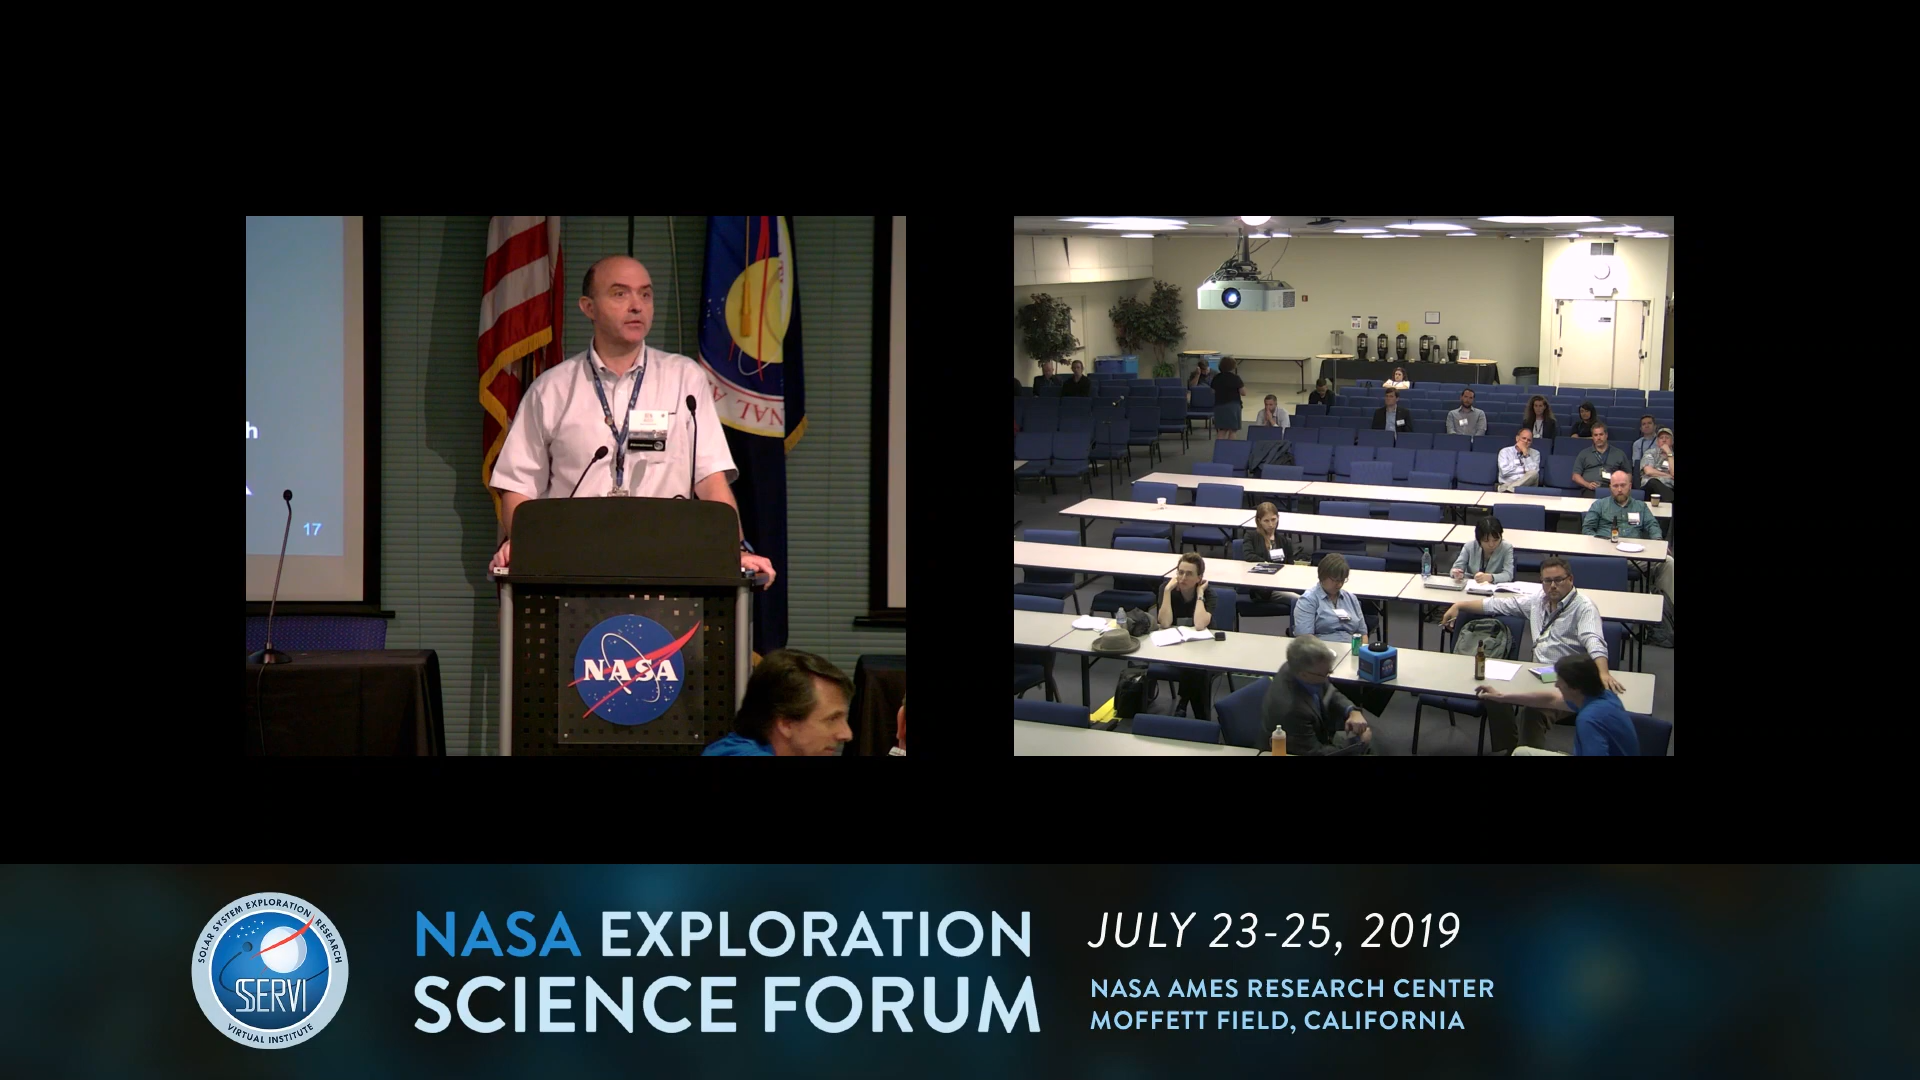 h
17
NAL A
NASA
SOLAR SYSTEM EXPLORATION RESEARCH
SSERVI
VIRTUAL INSTITUTE
NASA EXPLORATION
SCIENCE FORUM
JULY 23-25, 2019
NASA AMES RESEARCH CENTER
MOFFETT FIELD, CALIFORNIA